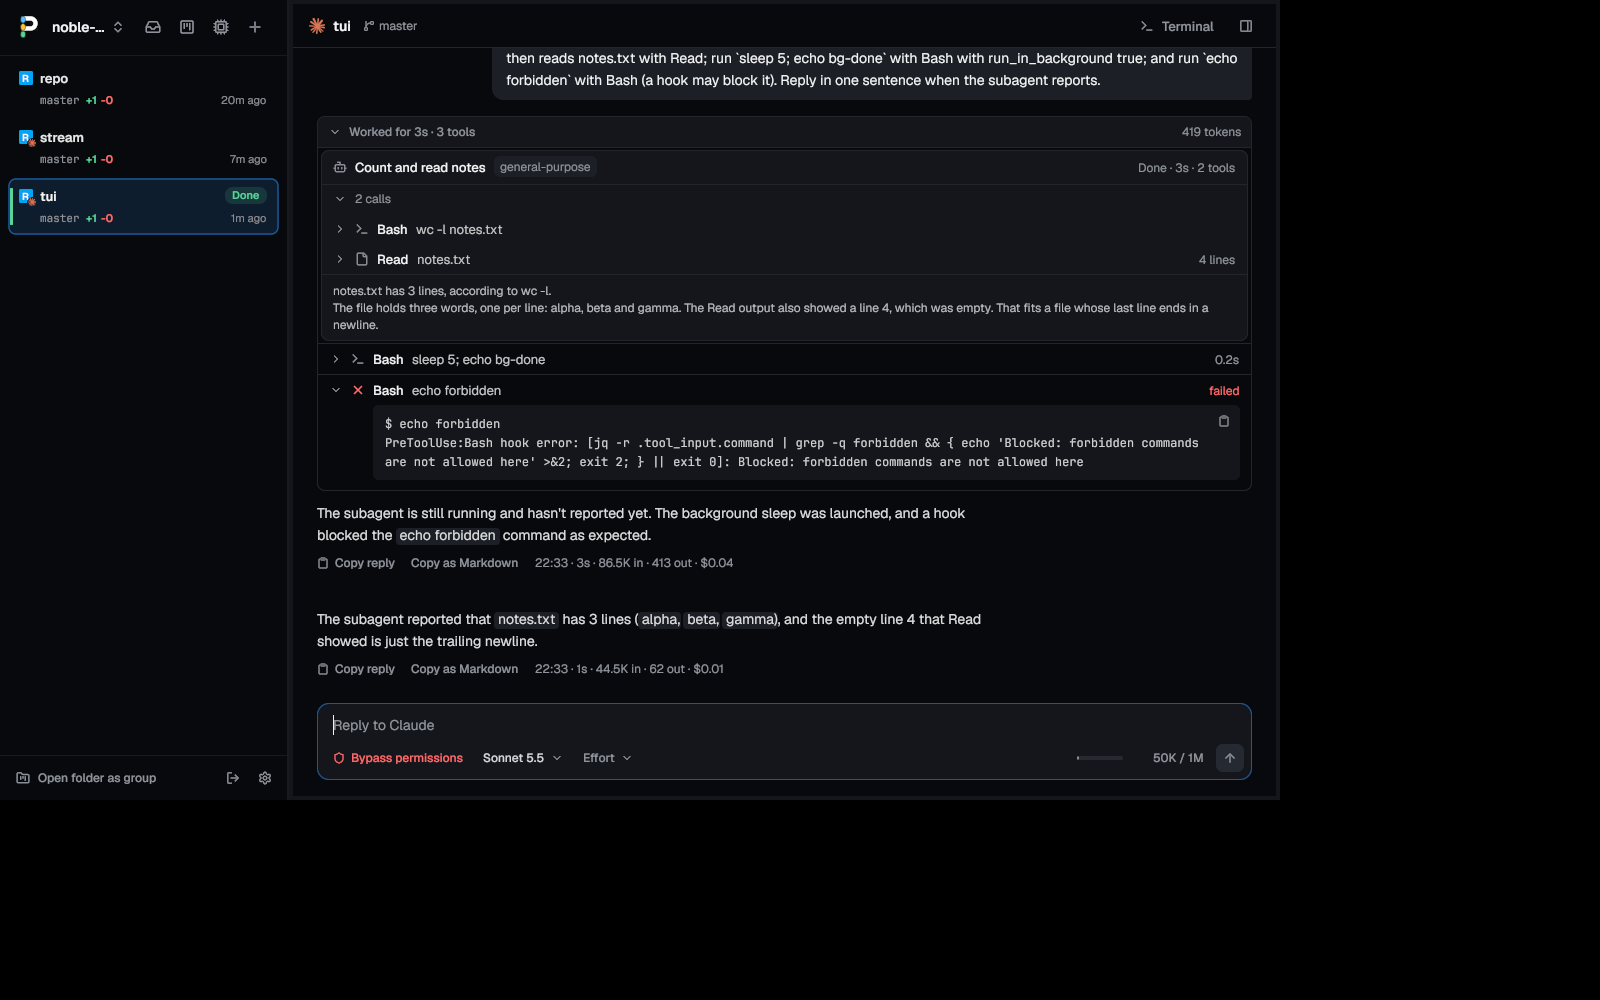 noble-...
repo
master +1 -0
20m ago
stream
master +1 -0
7m ago
tui
Done
master +1 -0
1m ago
Open folder as group
tui
master
Terminal
then reads notes.txt with Read; run `sleep 5; echo bg-done` with Bash with run_in_background true; and run `echo
forbidden` with Bash (a hook may block it). Reply in one sentence when the subagent reports.
Worked for 3s · 3 tools
419 tokens
Count and read notes
general-purpose
Done · 3s · 2 tools
2 calls
Bash wc -l notes.txt
Read notes.txt
4 lines
notes.txt has 3 lines, according to wc -l.
The file holds three words, one per line: alpha, beta and gamma. The Read output also showed a line 4, which was empty. That fits a file whose last line ends in a
newline.
Bash sleep 5; echo bg-done
0.2s
Bash echo forbidden
failed
$ echo forbidden
PreToolUse:Bash hook error: [jq -r .tool_input.command | grep -q forbidden && { echo 'Blocked: forbidden commands
are not allowed here' >&2; exit 2; } || exit 0]: Blocked: forbidden commands are not allowed here
The subagent is still running and hasn't reported yet. The background sleep was launched, and a hook
blocked the echo forbidden command as expected.
Copy reply
Copy as Markdown
22:33 · 3s · 86.5K in · 413 out · $0.04
The subagent reported that notes.txt has 3 lines (alpha, beta, gamma), and the empty line 4 that Read
showed is just the trailing newline.
Copy reply
Copy as Markdown
22:33 · 1s · 44.5K in · 62 out · $0.01
Reply to Claude
Bypass permissions
Sonnet 5.5
Effort
50K / 1M